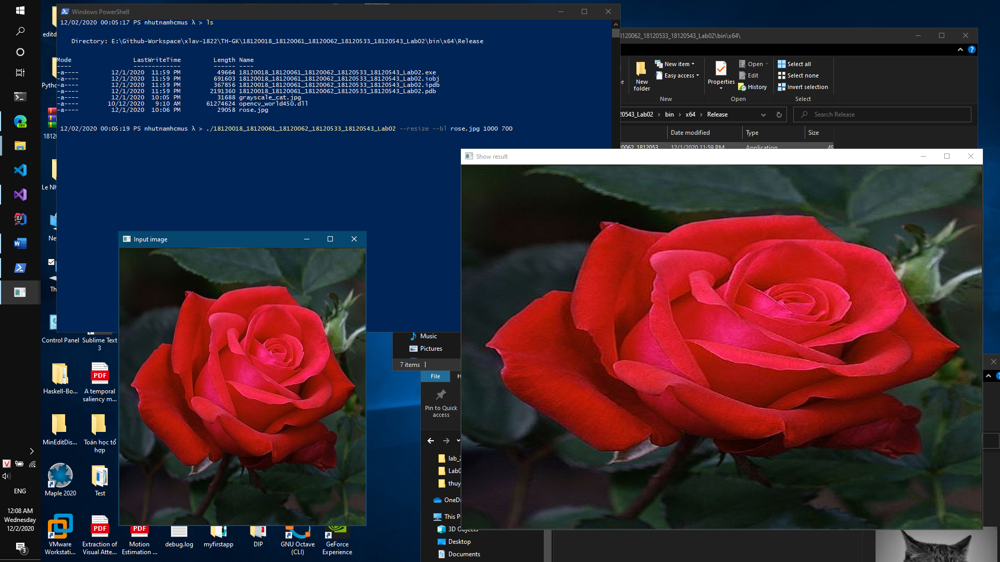 Windows PowerShell
12/02/2020 00:05:17 PS nhutnamhcmus λ > ls
Directory: E:\Github-Workspace\xlav-1822\TH-GK\18120018_18120061_18120062_18120533_18120543_Lab02\bin\x64\Release
Mode LastWriteTime Length Name
---- ------------- ------ ----
-a---- 12/1/2020 11:59 PM 49664 18120018_18120061_18120062_18120533_18120543_Lab02.exe
-a---- 12/1/2020 11:59 PM 691603 18120018_18120061_18120062_18120533_18120543_Lab02.iobj
-a---- 12/1/2020 11:59 PM 367856 18120018_18120061_18120062_18120533_18120543_Lab02.ipdb
-a---- 12/1/2020 11:59 PM 2191360 18120018_18120061_18120062_18120533_18120543_Lab02.pdb
-a---- 12/1/2020 10:05 PM 31688 grayscale_cat.jpg
-a---- 10/12/2020 9:10 AM 61274624 opencv_world450.dll
-a---- 12/1/2020 10:06 PM 29058 rose.jpg
12/02/2020 00:05:19 PS nhutnamhcmus λ > ./18120018_18120061_18120062_18120533_18120543_Lab02 --resize --bl rose.jpg 1000 700
120062_18120533_18120543_Lab02\bin\x64\
New folder
New item
Easy access
New
Properties
Open
Edit
History
Open
Select all
Select none
Invert selection
Select
20543_Lab02 > bin > x64 > Release
Search Release
Date modified Type Size
12/1/2020 11:59 PM Application 49
Show result
Input image
Music
Pictures
7 items
File
Pin to Quick
access
lab_2
Lab0
thuy
OneDr
This P
3D Objects
Desktop
Documents
editd
Pytho
1812
Le Nh
Ne
Th
Control Panel
Sublime Text
3
Haskell-Bo...
PDF
A temporal
saliency m...
MinEditDis...
Toán học tổ
hợp
Maple 2020
Test
VMware
Workstati...
PDF
Extraction of
Visual Atte...
PDF
Motion
Estimation ...
debug.log
myfirstapp
DIP
GNU Octave
(CLI)
GeForce
Experience
DEV
ENG
12:08 AM
Wednesday
12/2/2020
3